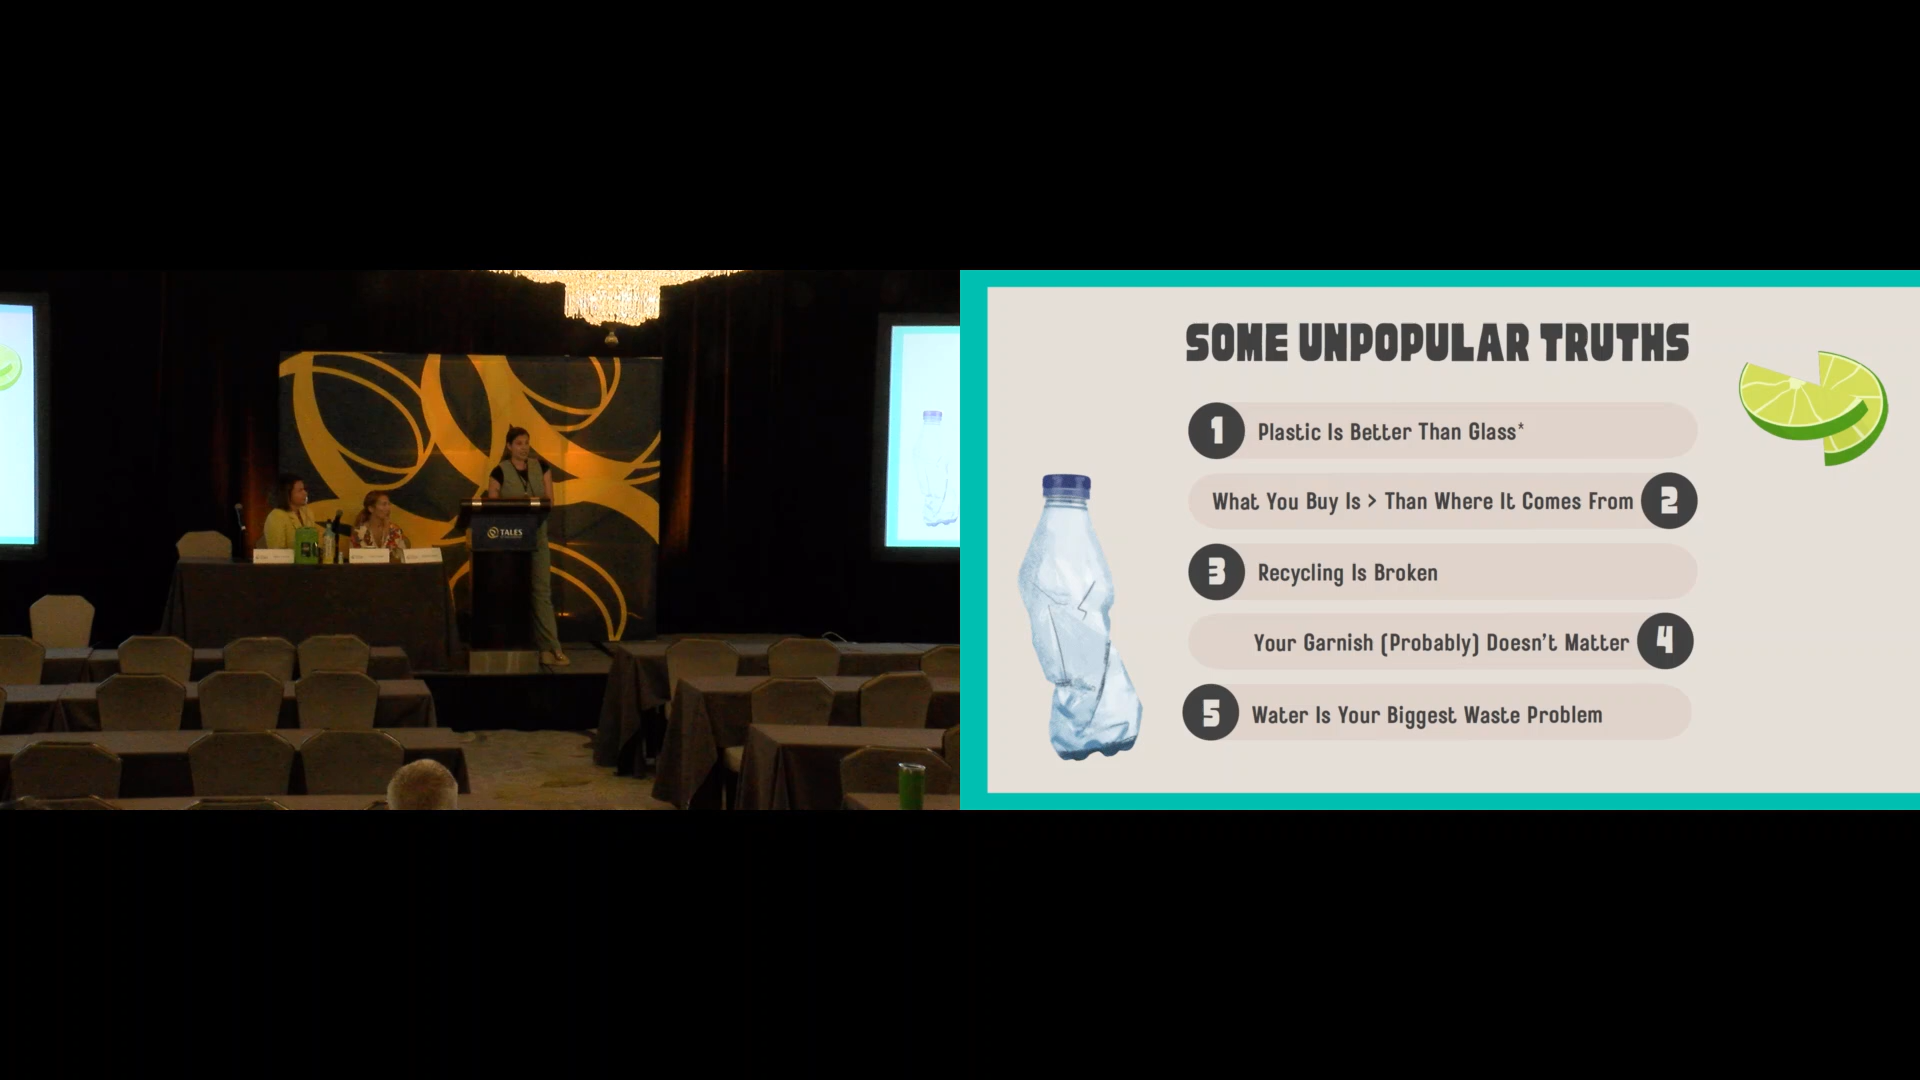 TALES
SOME UNPOPULAR TRUTHS
1 Plastic Is Better Than Glass*
What You Buy Is > Than Where It Comes From 2
3 Recycling Is Broken
Your Garnish (Probably) Doesn't Matter 4
5 Water Is Your Biggest Waste Problem